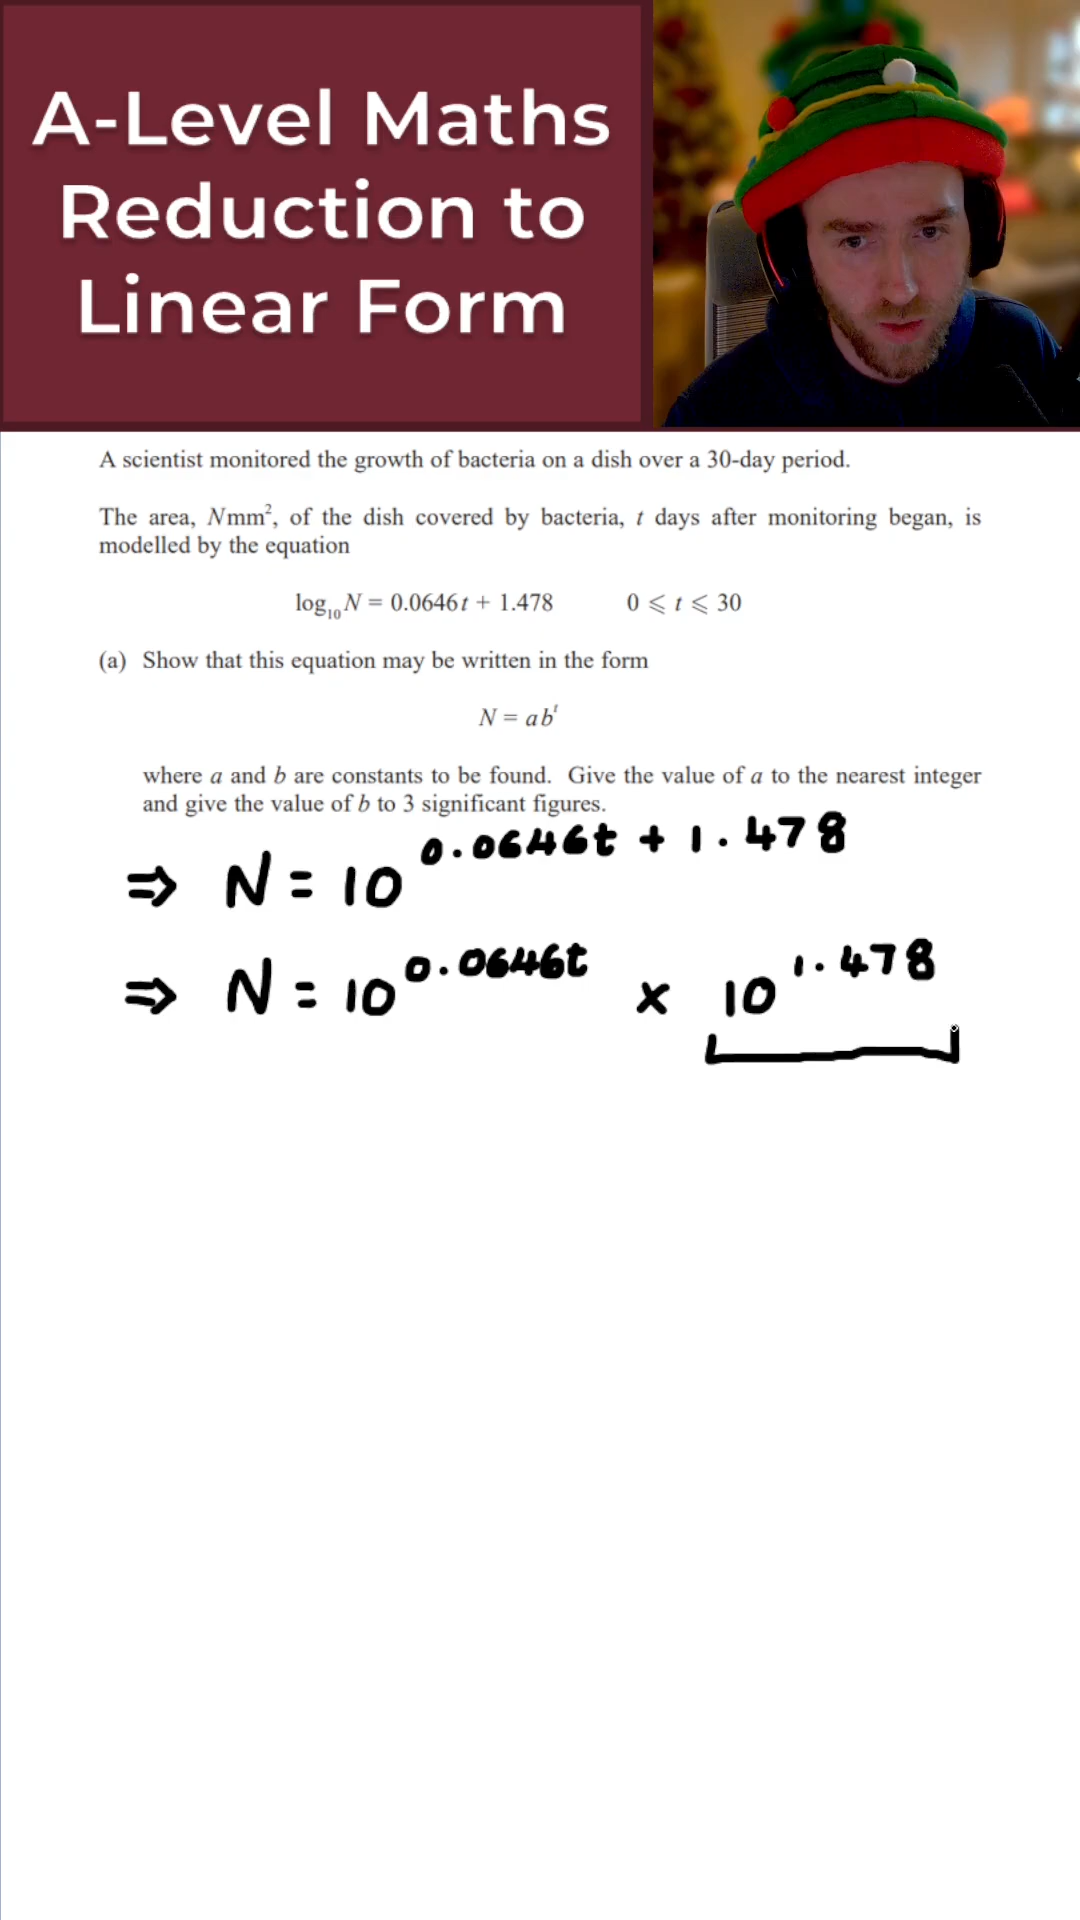 A-Level Maths
Reduction to
Linear Form
A scientist monitored the growth of bacteria on a dish over a 30-day period.
The area, Nmm², of the dish covered by bacteria, t days after monitoring began, is
modelled by the equation
log₁₀ N = 0.0646t + 1.478 0 ⩽ t ⩽ 30
(a) Show that this equation may be written in the form
N = abᵗ
where a and b are constants to be found. Give the value of a to the nearest integer
and give the value of b to 3 significant figures.
⇒ N = 10^0.0646t + 1.478
⇒ N = 10^0.0646t × 10^1.478